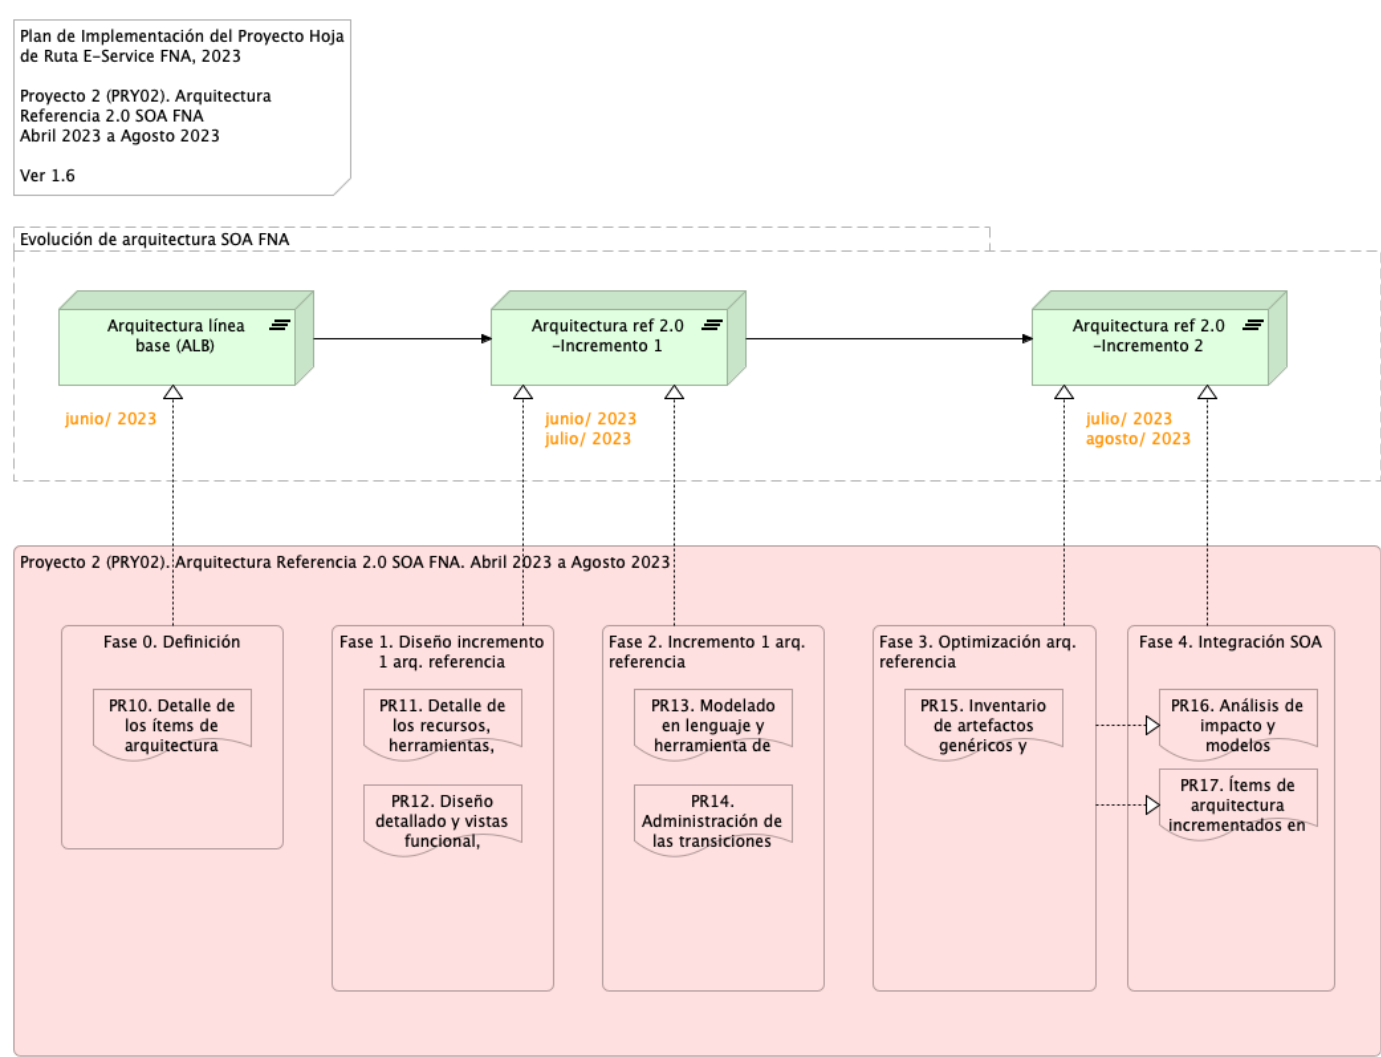 Plan de Implementación del Proyecto Hoja
de Ruta E-Service FNA, 2023
Proyecto 2 (PRY02). Arquitectura
Referencia 2.0 SOA FNA
Abril 2023 a Agosto 2023
Ver 1.6
Evolución de arquitectura SOA FNA
Arquitectura línea
base (ALB)
Arquitectura ref 2.0
-Incremento 1
Arquitectura ref 2.0
-Incremento 2
junio/ 2023
junio/ 2023
julio/ 2023
julio/ 2023
agosto/ 2023
Proyecto 2 (PRY02). Arquitectura Referencia 2.0 SOA FNA. Abril 2023 a Agosto 2023
Fase 0. Definición
PR10. Detalle de
los ítems de
arquitectura
Fase 1. Diseño incremento
1 arq. referencia
PR11. Detalle de
los recursos,
herramientas,
PR12. Diseño
detallado y vistas
funcional,
Fase 2. Incremento 1 arq.
referencia
PR13. Modelado
en lenguaje y
herramienta de
PR14.
Administración de
las transiciones
Fase 3. Optimización arq.
referencia
PR15. Inventario
de artefactos
genéricos y
Fase 4. Integración SOA
PR16. Análisis de
impacto y
modelos
PR17. Ítems de
arquitectura
incrementados en